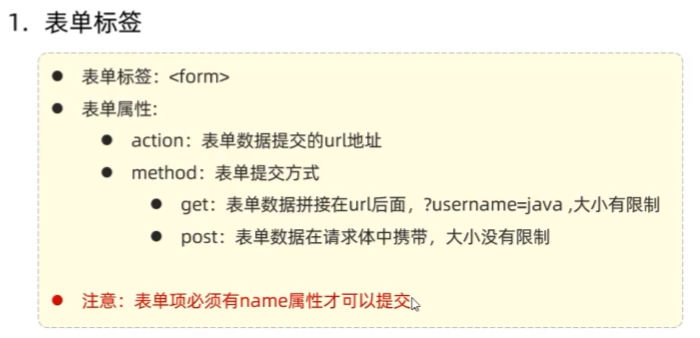 1. 表单标签
● 表单标签：<form>
● 表单属性:
● action：表单数据提交的url地址
● method：表单提交方式
● get：表单数据拼接在url后面，?username=java ,大小有限制
● post：表单数据在请求体中携带，大小没有限制
● 注意：表单项必须有name属性才可以提交